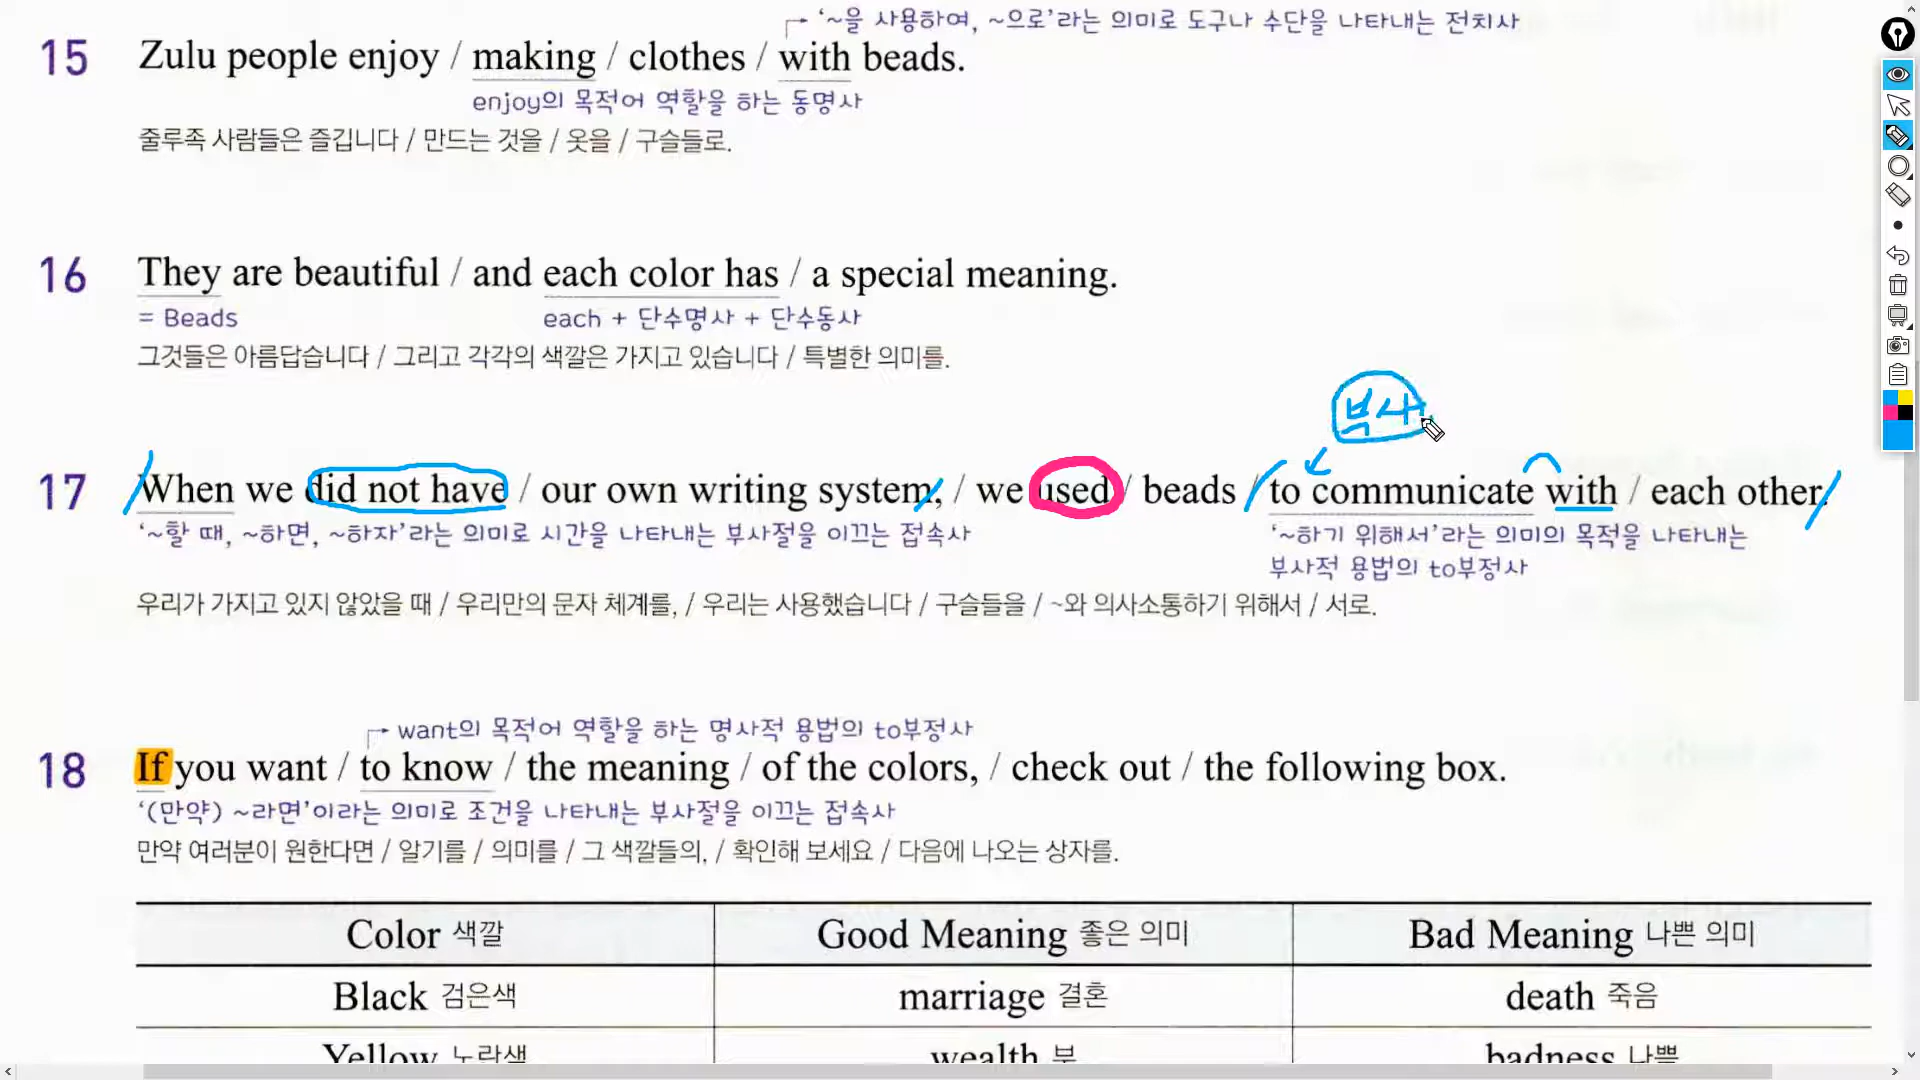 '~을 사용하여, ~으로'라는 의미로 도구나 수단을 나타내는 전치사
15 Zulu people enjoy / making / clothes / with beads.
enjoy의 목적어 역할을 하는 동명사
줄루족 사람들은 즐깁니다 / 만드는 것을 / 옷을 / 구슬들로.
16 They are beautiful / and each color has / a special meaning.
= Beads each + 단수명사 + 단수동사
그것들은 아름답습니다 / 그리고 각각의 색깔은 가지고 있습니다 / 특별한 의미를.
부사
17 When we did not have / our own writing system, / we used / beads / to communicate with / each other.
'~할 때, ~하면, ~하자'라는 의미로 시간을 나타내는 부사절을 이끄는 접속사 '~하기 위해서'라는 의미의 목적을 나타내는
부사적 용법의 to부정사
우리가 가지고 있지 않았을 때 / 우리만의 문자 체계를, / 우리는 사용했습니다 / 구슬들을 / ~와 의사소통하기 위해서 / 서로.
want의 목적어 역할을 하는 명사적 용법의 to부정사
18 If you want / to know / the meaning / of the colors, / check out / the following box.
'(만약) ~라면'이라는 의미로 조건을 나타내는 부사절을 이끄는 접속사
만약 여러분이 원한다면 / 알기를 / 의미를 / 그 색깔들의, / 확인해 보세요 / 다음에 나오는 상자를.
Color 색깔 Good Meaning 좋은 의미 Bad Meaning 나쁜 의미
Black 검은색 marriage 결혼 death 죽음
Yellow 노란색 wealth 부 badness 나쁨